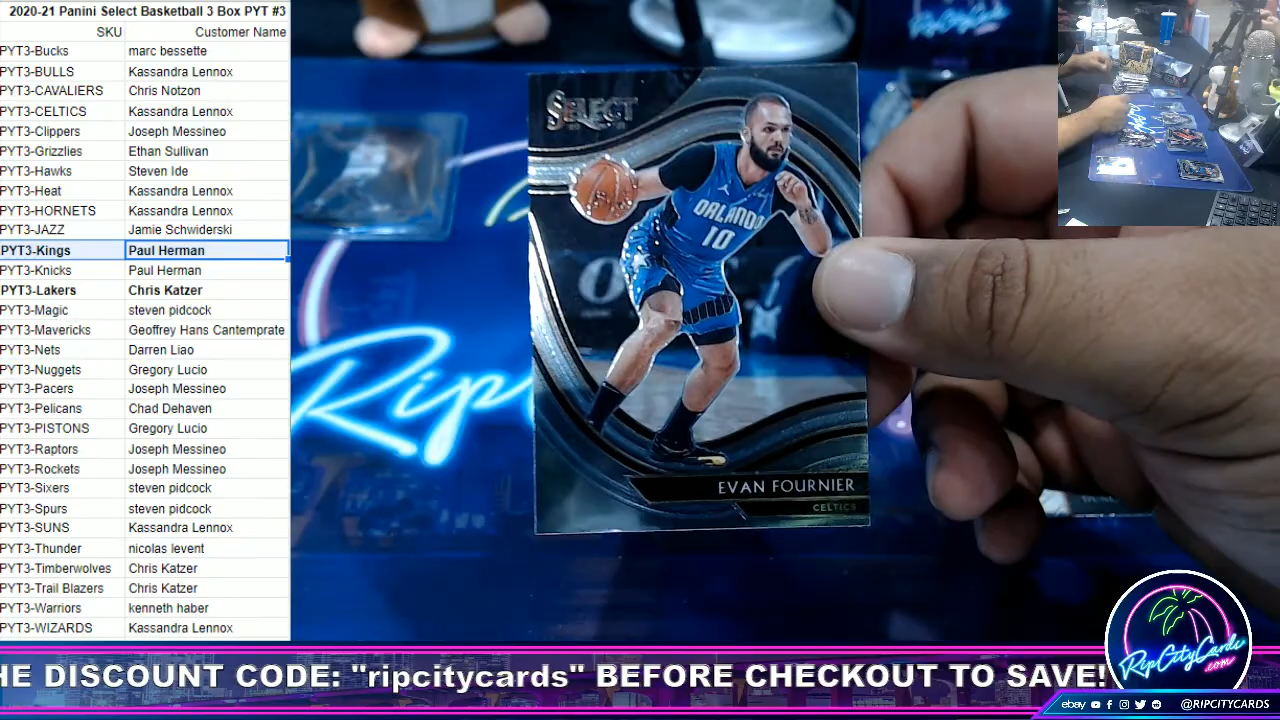 2020-21 Panini Select Basketball 3 Box PYT #3
SKU Customer Name
PYT3-Bucks marc bessette
PYT3-BULLS Kassandra Lennox
PYT3-CAVALIERS Chris Notzon
PYT3-CELTICS Kassandra Lennox
PYT3-Clippers Joseph Messineo
PYT3-Grizzlies Ethan Sullivan
PYT3-Hawks Steven Ide
PYT3-Heat Kassandra Lennox
PYT3-HORNETS Kassandra Lennox
PYT3-JAZZ Jamie Schwiderski
PYT3-Kings Paul Herman
PYT3-Knicks Paul Herman
PYT3-Lakers Chris Katzer
PYT3-Magic steven pidcock
PYT3-Mavericks Geoffrey Hans Cantemprate
PYT3-Nets Darren Liao
PYT3-Nuggets Gregory Lucio
PYT3-Pacers Joseph Messineo
PYT3-Pelicans Chad Dehaven
PYT3-PISTONS Gregory Lucio
PYT3-Raptors Joseph Messineo
PYT3-Rockets Joseph Messineo
PYT3-Sixers steven pidcock
PYT3-Spurs steven pidcock
PYT3-SUNS Kassandra Lennox
PYT3-Thunder nicolas levent
PYT3-Timberwolves Chris Katzer
PYT3-Trail Blazers Chris Katzer
PYT3-Warriors kenneth haber
PYT3-WIZARDS Kassandra Lennox
SELECT
ORLANDO
10
Rip
EVAN FOURNIER
CELTICS
HE DISCOUNT CODE: "ripcitycards" BEFORE CHECKOUT TO SAVE!
RipCityCards
.com
ebay @RIPCITYCARDS